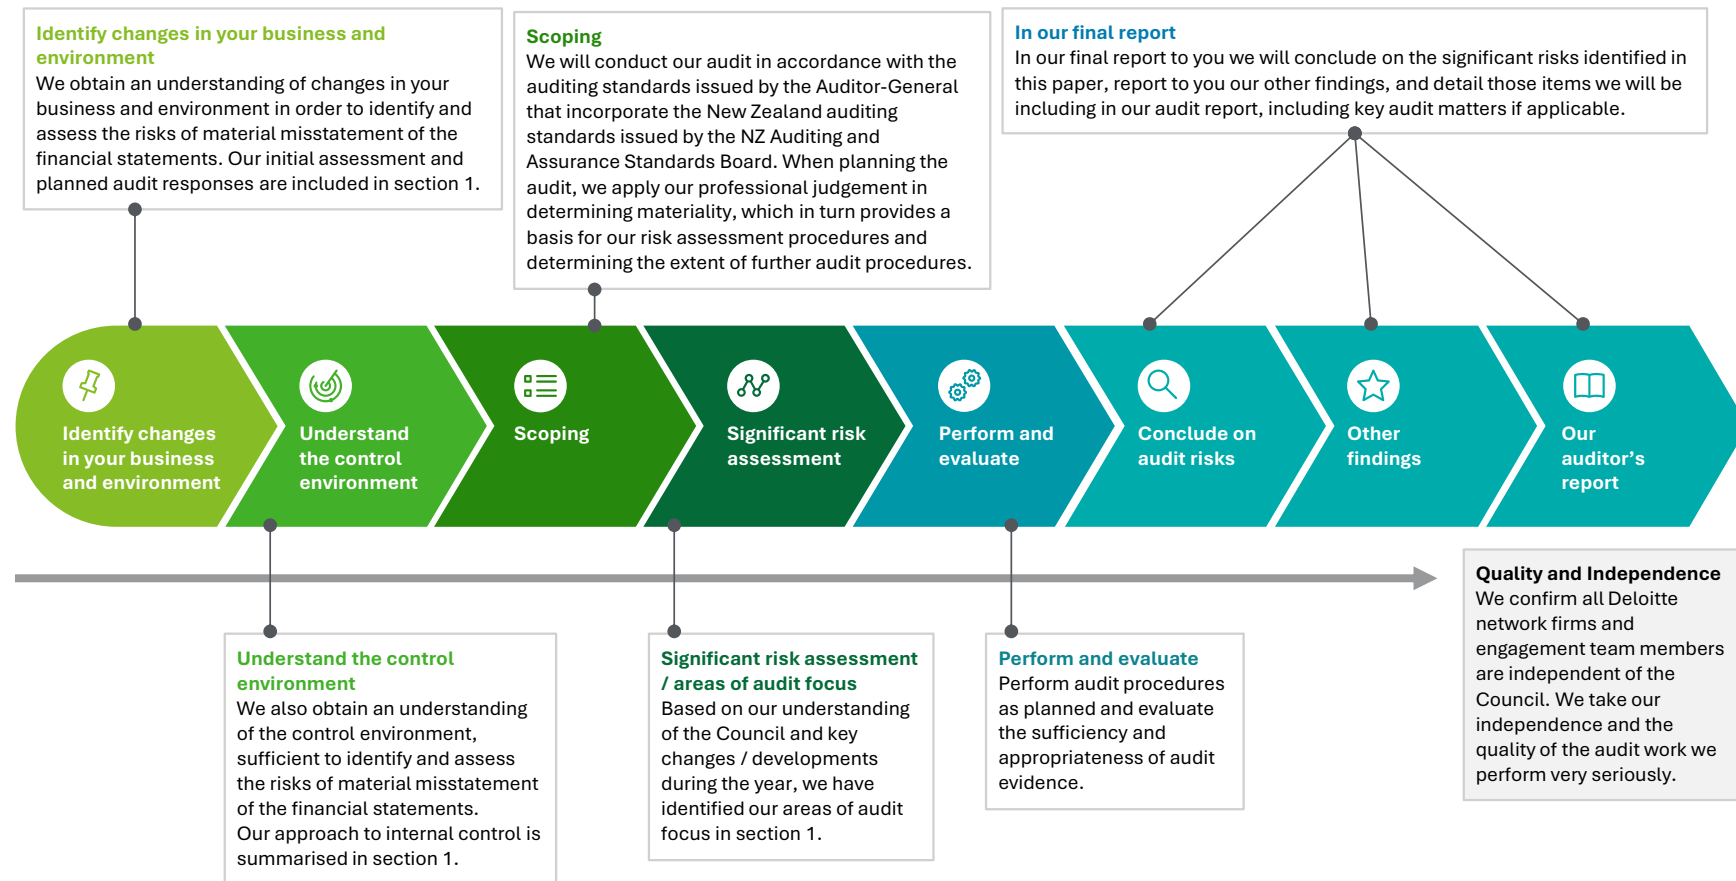 Identify changes in your business and
environment
We obtain an understanding of changes in your
business and environment in order to identify and
assess the risks of material misstatement of the
financial statements. Our initial assessment and
planned audit responses are included in section 1.
Scoping
We will conduct our audit in accordance with the
auditing standards issued by the Auditor-General
that incorporate the New Zealand auditing
standards issued by the NZ Auditing and
Assurance Standards Board. When planning the
audit, we apply our professional judgement in
determining materiality, which in turn provides a
basis for our risk assessment procedures and
determining the extent of further audit procedures.
In our final report
In our final report to you we will conclude on the significant risks identified in
this paper, report to you our other findings, and detail those items we will be
including in our audit report, including key audit matters if applicable.
Identify changes
in your business
and environment
Understand
the control
environment
Scoping
Significant risk
assessment
Perform and
evaluate
Conclude on
audit risks
Other
findings
Our
auditor’s
report
Understand the control
environment
We also obtain an understanding
of the control environment,
sufficient to identify and assess
the risks of material misstatement
of the financial statements.
Our approach to internal control is
summarised in section 1.
Significant risk assessment
/ areas of audit focus
Based on our understanding
of the Council and key
changes / developments
during the year, we have
identified our areas of audit
focus in section 1.
Perform and evaluate
Perform audit procedures
as planned and evaluate
the sufficiency and
appropriateness of audit
evidence.
Quality and Independence
We confirm all Deloitte
network firms and
engagement team members
are independent of the
Council. We take our
independence and the
quality of the audit work we
perform very seriously.